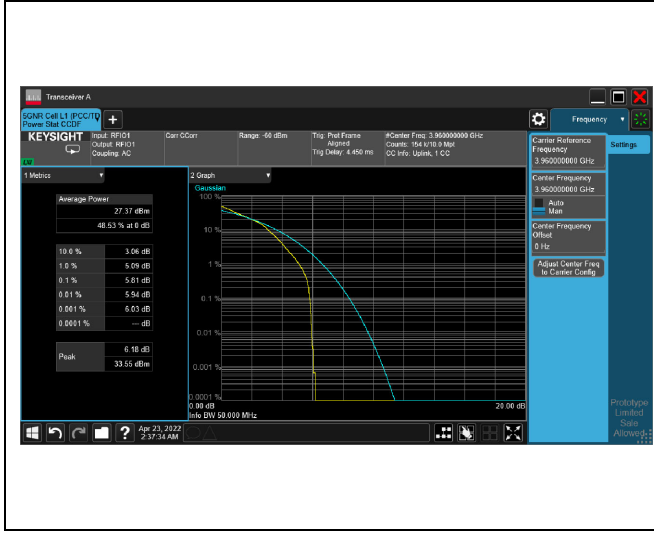 Transceiver A
5GNR Cell L1 (PCC/TD
Power Stat CCDF
Frequency
KEYSIGHT
Input: RFIO1
Output: RFIO1
Coupling: AC
Carr CCorr
Range: -60 dBm
Trig: Prot Frame
Aligned
Trig Delay: 4.450 ms
#Center Freq: 3.960000000 GHz
Counts: 154 k/10.0 Mpt
CC Info: Uplink, 1 CC
Carrier Reference
Frequency
3.960000000 GHz
Settings
Center Frequency
3.960000000 GHz
Auto
Man
Center Frequency
Offset
0 Hz
Adjust Center Freq
to Carrier Config
Prototype
Limited
Sale
Allowed
1 Metrics
Average Power
27.37 dBm
48.53 % at 0 dB
10.0 % 3.06 dB
1.0 % 5.09 dB
0.1 % 5.81 dB
0.01 % 5.94 dB
0.001 % 6.03 dB
0.0001 % --- dB
Peak
6.18 dB
33.55 dBm
2 Graph
Gaussian
100 %
10 %
1 %
0.1 %
0.01 %
0.001 %
0.0001 %
0.00 dB
20.00 dB
Info BW 50.000 MHz
Apr 23, 2022
2:37:34 AM